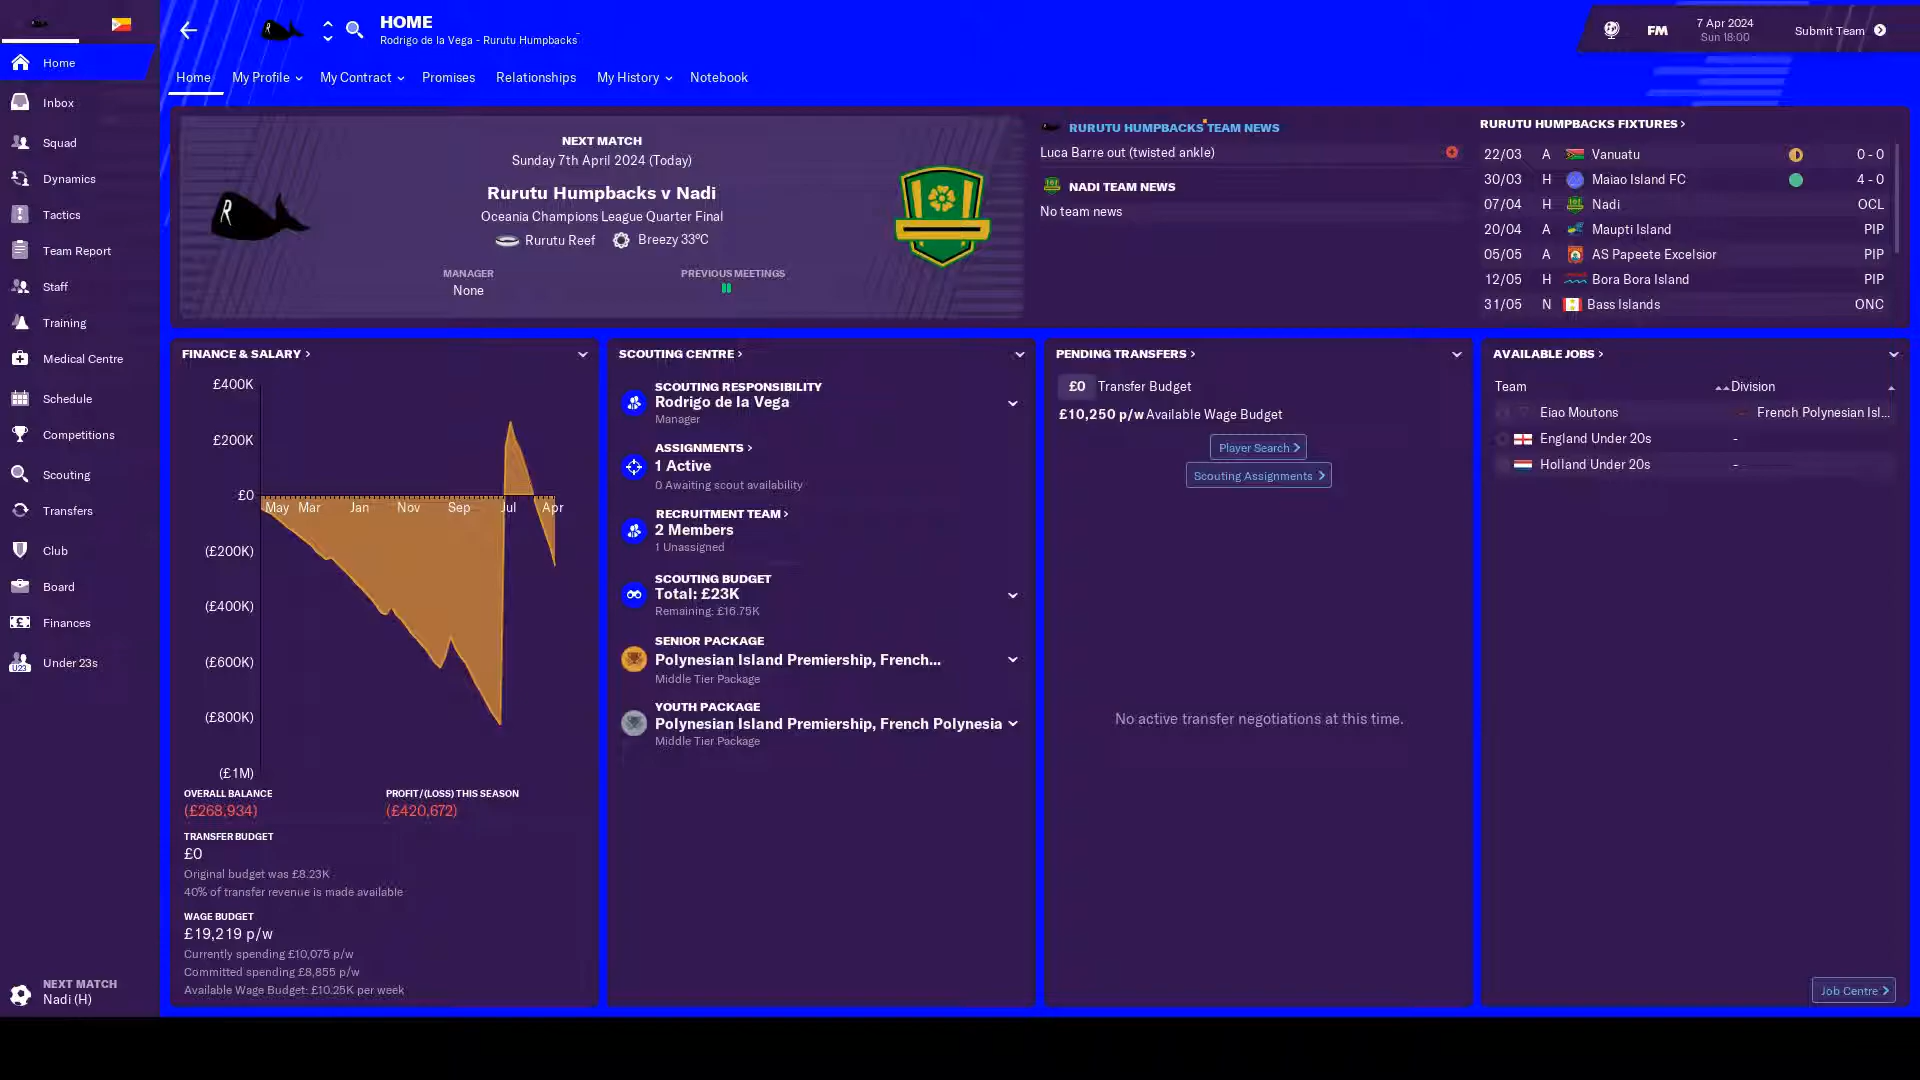 Home
Inbox
Squad
Dynamics
Tactics
Team Report
Staff
Training
Medical Centre
Schedule
Competitions
Scouting
Transfers
Club
Board
Finances
U23
Under 23s
NEXT MATCH
Nadi (H)
R
HOME
Rodrigo de la Vega - Rurutu Humpbacks
FM
7 Apr 2024
Sun 18:00
Submit Team
Home
My Profile
My Contract
Promises
Relationships
My History
Notebook
R
NEXT MATCH
Sunday 7th April 2024 (Today)
Rurutu Humpbacks v Nadi
Oceania Champions League Quarter Final
Rurutu Reef
Breezy 33°C
MANAGER
None
PREVIOUS MEETINGS
RURUTU HUMPBACKS TEAM NEWS
Luca Barre out (twisted ankle)
NADI TEAM NEWS
No team news
RURUTU HUMPBACKS FIXTURES >
22/03 A Vanuatu 0 - 0
30/03 H Maiao Island FC 4 - 0
07/04 H Nadi OCL
20/04 A Maupti Island PIP
05/05 A AS Papeete Excelsior PIP
12/05 H Bora Bora Island PIP
31/05 N Bass Islands ONC
FINANCE & SALARY >
£400K
£200K
£0
(£200K)
(£400K)
(£600K)
(£800K)
(£1M)
May Mar Jan Nov Sep Jul Apr
OVERALL BALANCE
(£268,934)
PROFIT/(LOSS) THIS SEASON
(£420,672)
TRANSFER BUDGET
£0
Original budget was £8.23K
40% of transfer revenue is made available
WAGE BUDGET
£19,219 p/w
Currently spending £10,075 p/w
Committed spending £8,855 p/w
Available Wage Budget: £10.25K per week
SCOUTING CENTRE >
SCOUTING RESPONSIBILITY
Rodrigo de la Vega
Manager
ASSIGNMENTS >
1 Active
0 Awaiting scout availability
RECRUITMENT TEAM >
2 Members
1 Unassigned
SCOUTING BUDGET
Total: £23K
Remaining: £16.75K
SENIOR PACKAGE
Polynesian Island Premiership, French...
Middle Tier Package
YOUTH PACKAGE
Polynesian Island Premiership, French Polynesia
Middle Tier Package
PENDING TRANSFERS >
£0 Transfer Budget
£10,250 p/w Available Wage Budget
Player Search >
Scouting Assignments >
No active transfer negotiations at this time.
AVAILABLE JOBS >
Team Division
Eiao Moutons French Polynesian Isl...
England Under 20s -
Holland Under 20s -
Job Centre >